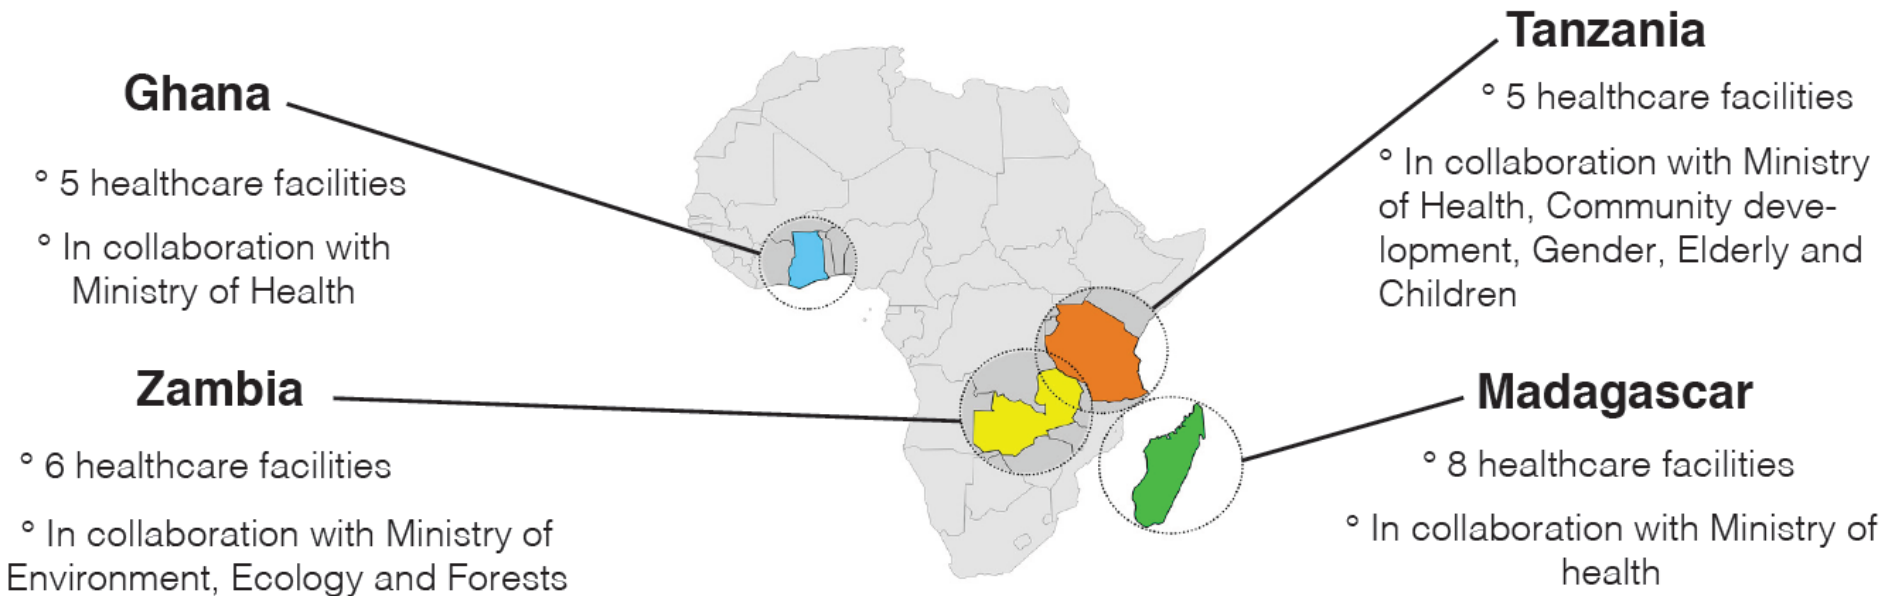 Ghana
° 5 healthcare facilities
° In collaboration with
Ministry of Health
Tanzania
° 5 healthcare facilities
° In collaboration with Ministry
of Health, Community deve-
lopment, Gender, Elderly and
Children
Zambia
° 6 healthcare facilities
° In collaboration with Ministry of
Environment, Ecology and Forests
Madagascar
° 8 healthcare facilities
° In collaboration with Ministry of
health